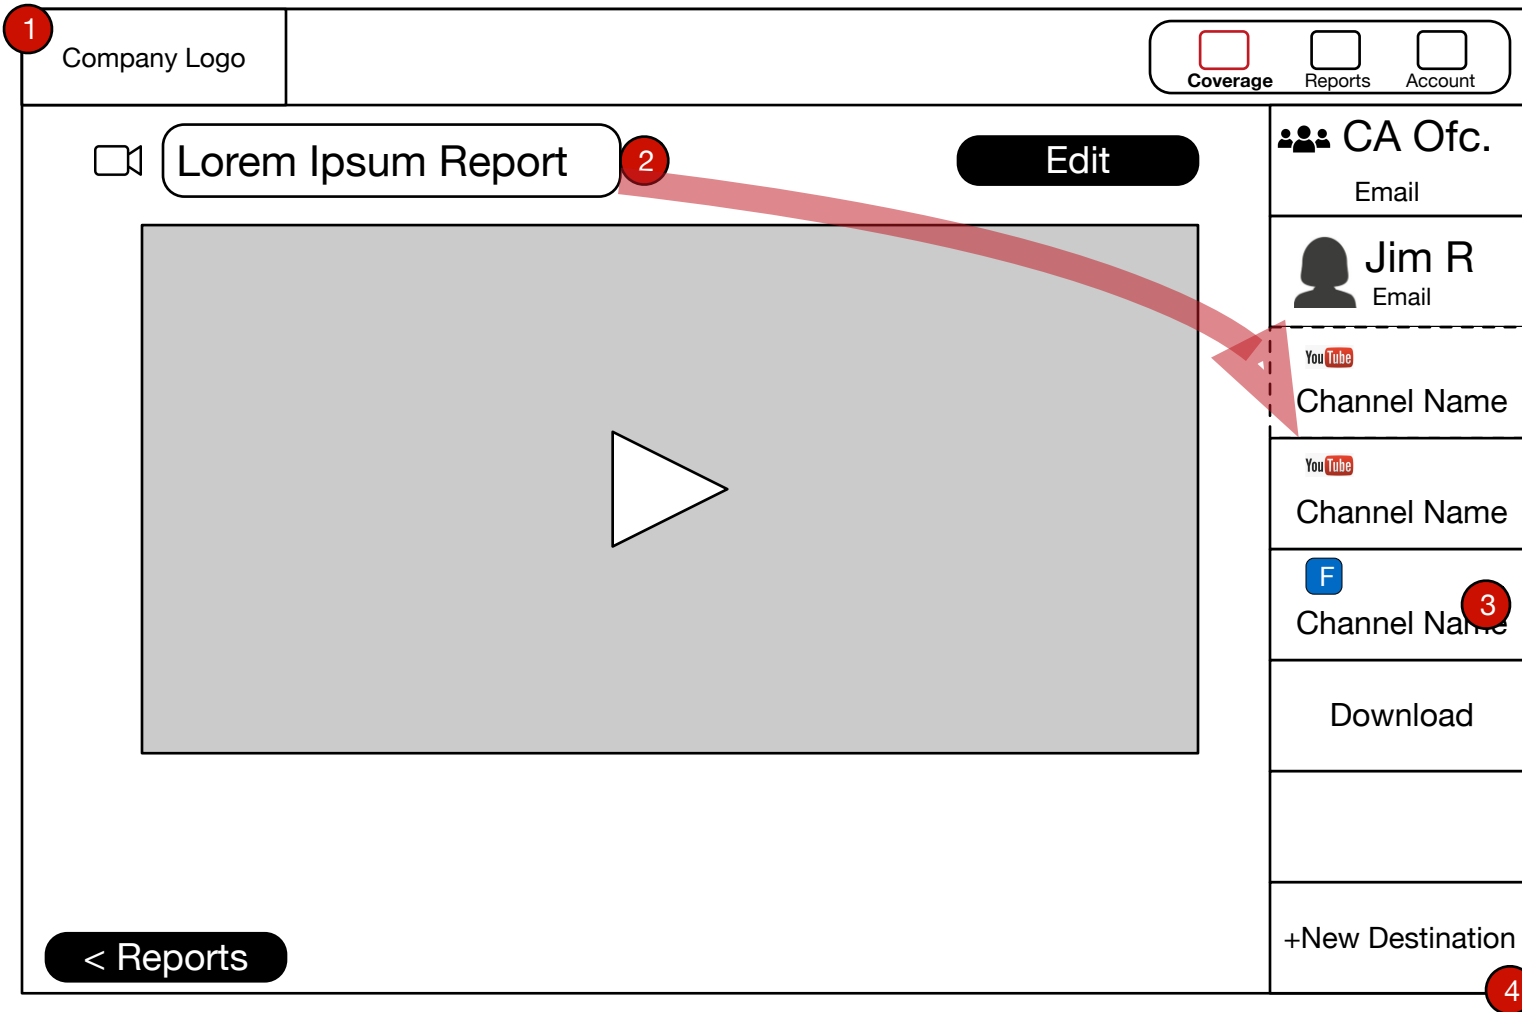 1
Company Logo
Coverage
Reports
Account
Lorem Ipsum Report
2
Edit
CA Ofc.
Email
Jim R
Email
YouTube
Channel Name
YouTube
Channel Name
F
Channel Name
3
Download
+New Destination
4
< Reports